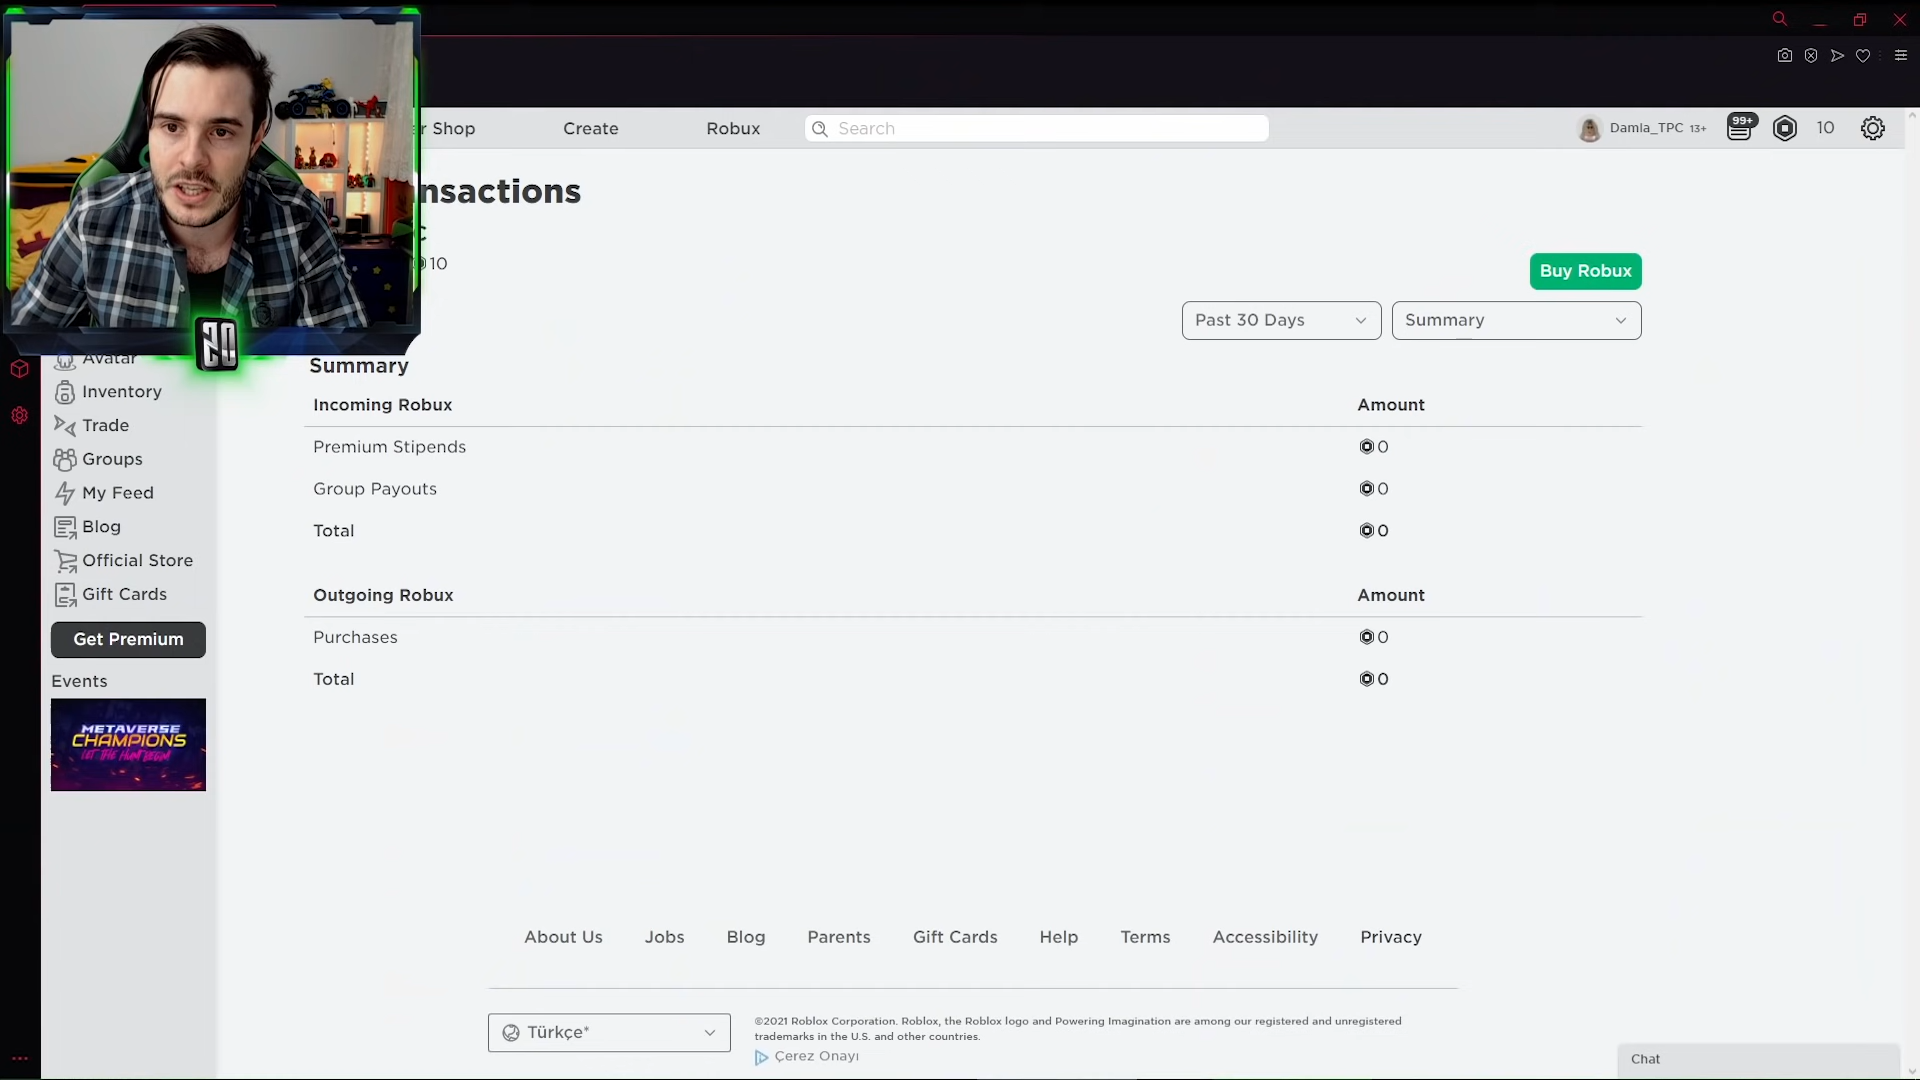 r Shop
Create
Robux
Search
Damla_TPC 13+
99+
10
nsactions
C
10
Buy Robux
Past 30 Days
Summary
Avatar
Inventory
Trade
Groups
My Feed
Blog
Official Store
Gift Cards
Get Premium
Events
METAVERSE
CHAMPIONS
LET THE HUNT BEGIN
Summary
Incoming Robux
Amount
Premium Stipends
0
Group Payouts
0
Total
0
Outgoing Robux
Amount
Purchases
0
Total
0
About Us
Jobs
Blog
Parents
Gift Cards
Help
Terms
Accessibility
Privacy
Türkçe*
©2021 Roblox Corporation. Roblox, the Roblox logo and Powering Imagination are among our registered and unregistered
trademarks in the U.S. and other countries.
Çerez Onayı
Chat